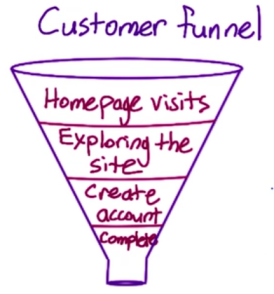 Customer funnel
Homepage visits
Exploring the
site
Create
account
Complete